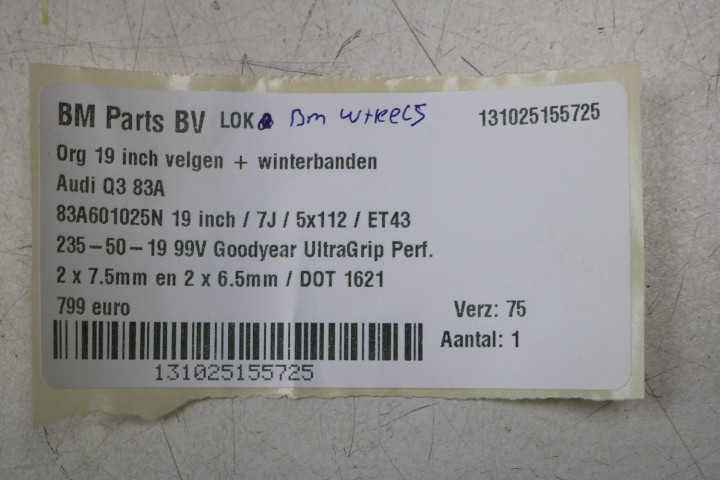 BM Parts BV LOK Bm wHeels 131025155725
Org 19 inch velgen + winterbanden
Audi Q3 83A
83A601025N 19 inch / 7J / 5x112 / ET43
235-50-19 99V Goodyear UltraGrip Perf.
2 x 7.5mm en 2 x 6.5mm / DOT 1621
799 euro Verz: 75
Aantal: 1
131025155725